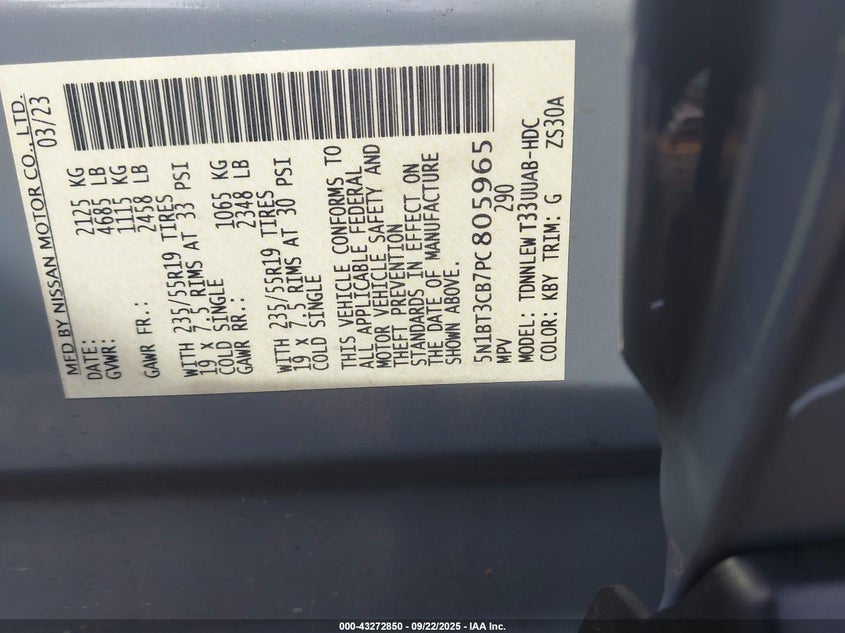 MFD BY NISSAN MOTOR CO., LTD.
DATE: 03/23
GVWR: 2125 KG
4685 LB
GAWR FR.: 1115 KG
2458 LB
WITH 235/55R19 TIRES
19 X 7.5 RIMS AT 33 PSI
COLD SINGLE
GAWR RR.: 1065 KG
2348 LB
WITH 235/55R19 TIRES
19 X 7.5 RIMS AT 30 PSI
COLD SINGLE
THIS VEHICLE CONFORMS TO
ALL APPLICABLE FEDERAL
MOTOR VEHICLE SAFETY AND
THEFT PREVENTION
STANDARDS IN EFFECT ON
THE DATE OF MANUFACTURE
SHOWN ABOVE.
5N1BT3CB7PC805965
MPV 290
MODEL: TDNNLEW T33UUAB-HDC
COLOR: KBY TRIM: G ZS30A
000-43272850 - 09/22/2025 - IAA Inc.